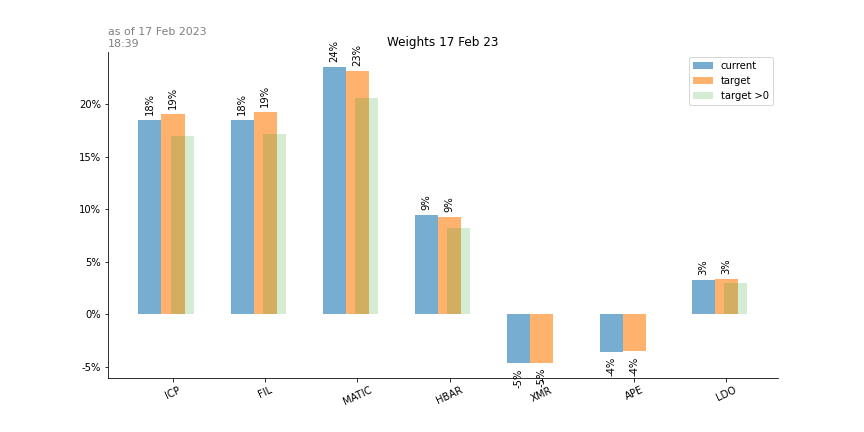 as of 17 Feb 2023
18:39
Weights 17 Feb 23
current
target
target >0
20%
15%
10%
5%
0%
-5%
18%
19%
18%
19%
24%
23%
9%
9%
-5%
-5%
-4%
-4%
3%
3%
ICP
FIL
MATIC
HBAR
XMR
APE
LDO